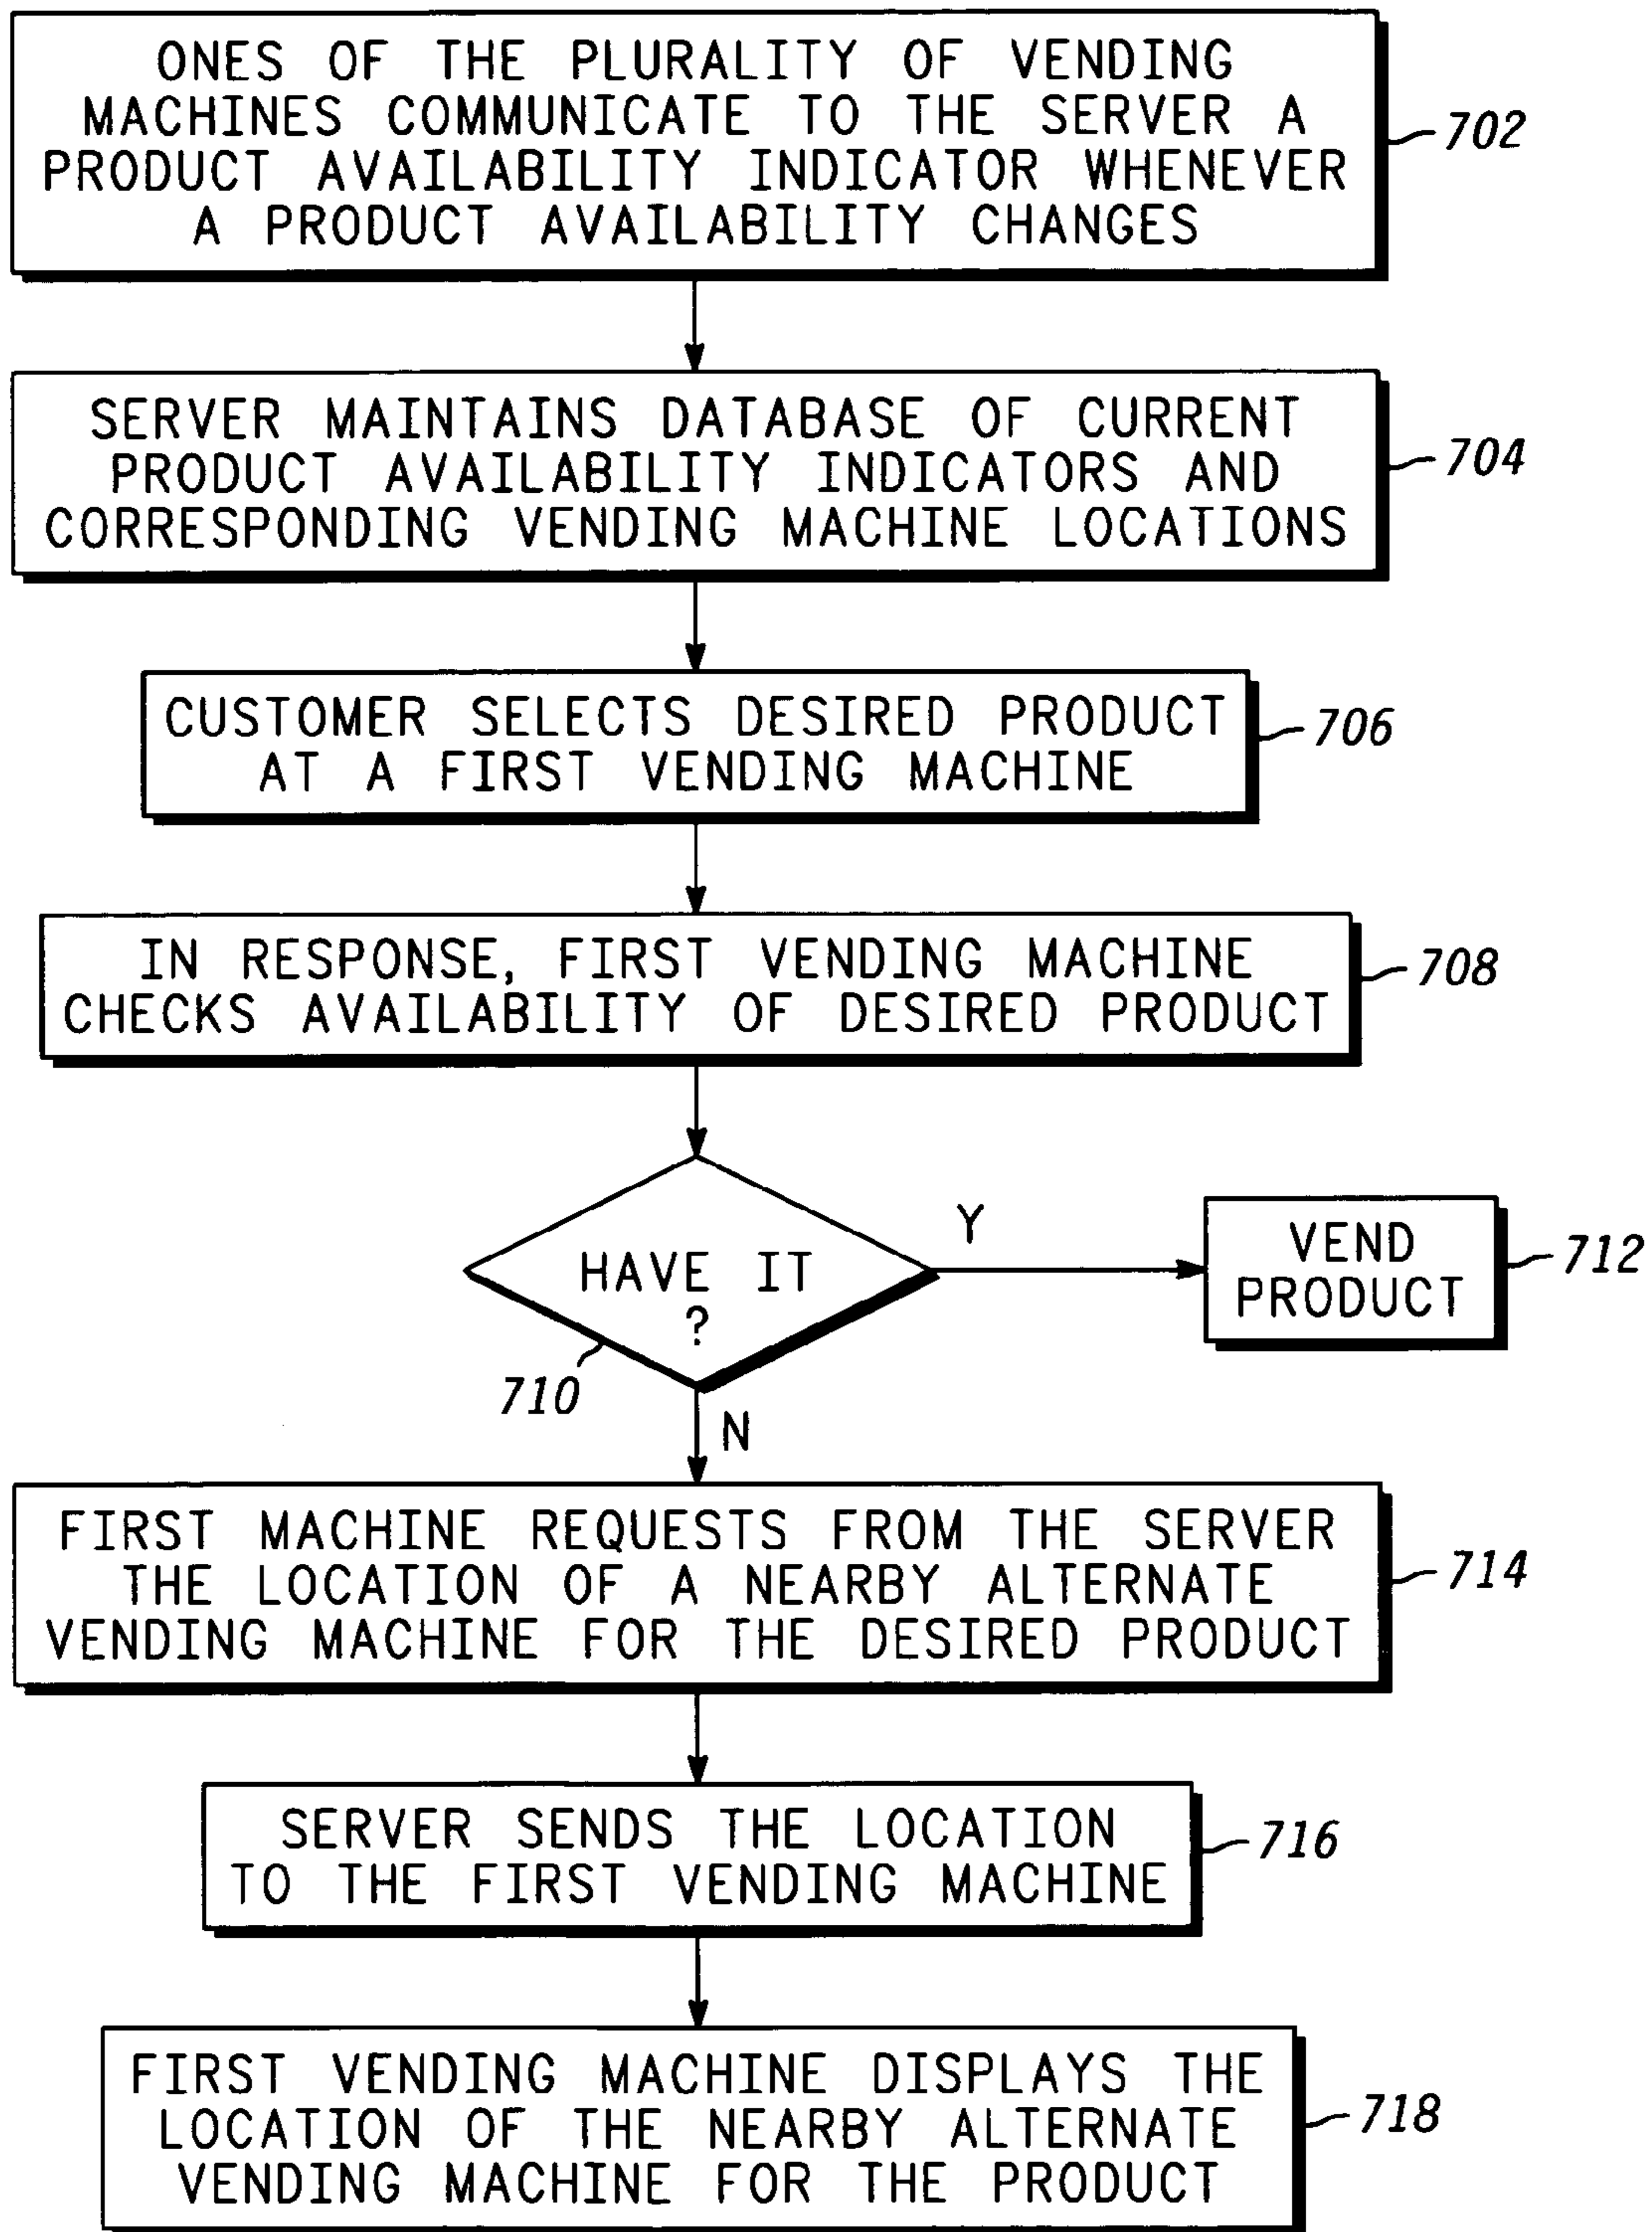 ONES OF THE PLURALITY OF VENDING
MACHINES COMMUNICATE TO THE SERVER A
PRODUCT AVAILABILITY INDICATOR WHENEVER
A PRODUCT AVAILABILITY CHANGES
702
SERVER MAINTAINS DATABASE OF CURRENT
PRODUCT AVAILABILITY INDICATORS AND
CORRESPONDING VENDING MACHINE LOCATIONS
704
CUSTOMER SELECTS DESIRED PRODUCT
AT A FIRST VENDING MACHINE
706
IN RESPONSE, FIRST VENDING MACHINE
CHECKS AVAILABILITY OF DESIRED PRODUCT
708
HAVE IT
?
710
Y
VEND
PRODUCT
712
N
FIRST MACHINE REQUESTS FROM THE SERVER
THE LOCATION OF A NEARBY ALTERNATE
VENDING MACHINE FOR THE DESIRED PRODUCT
714
SERVER SENDS THE LOCATION
TO THE FIRST VENDING MACHINE
716
FIRST VENDING MACHINE DISPLAYS THE
LOCATION OF THE NEARBY ALTERNATE
VENDING MACHINE FOR THE PRODUCT
718